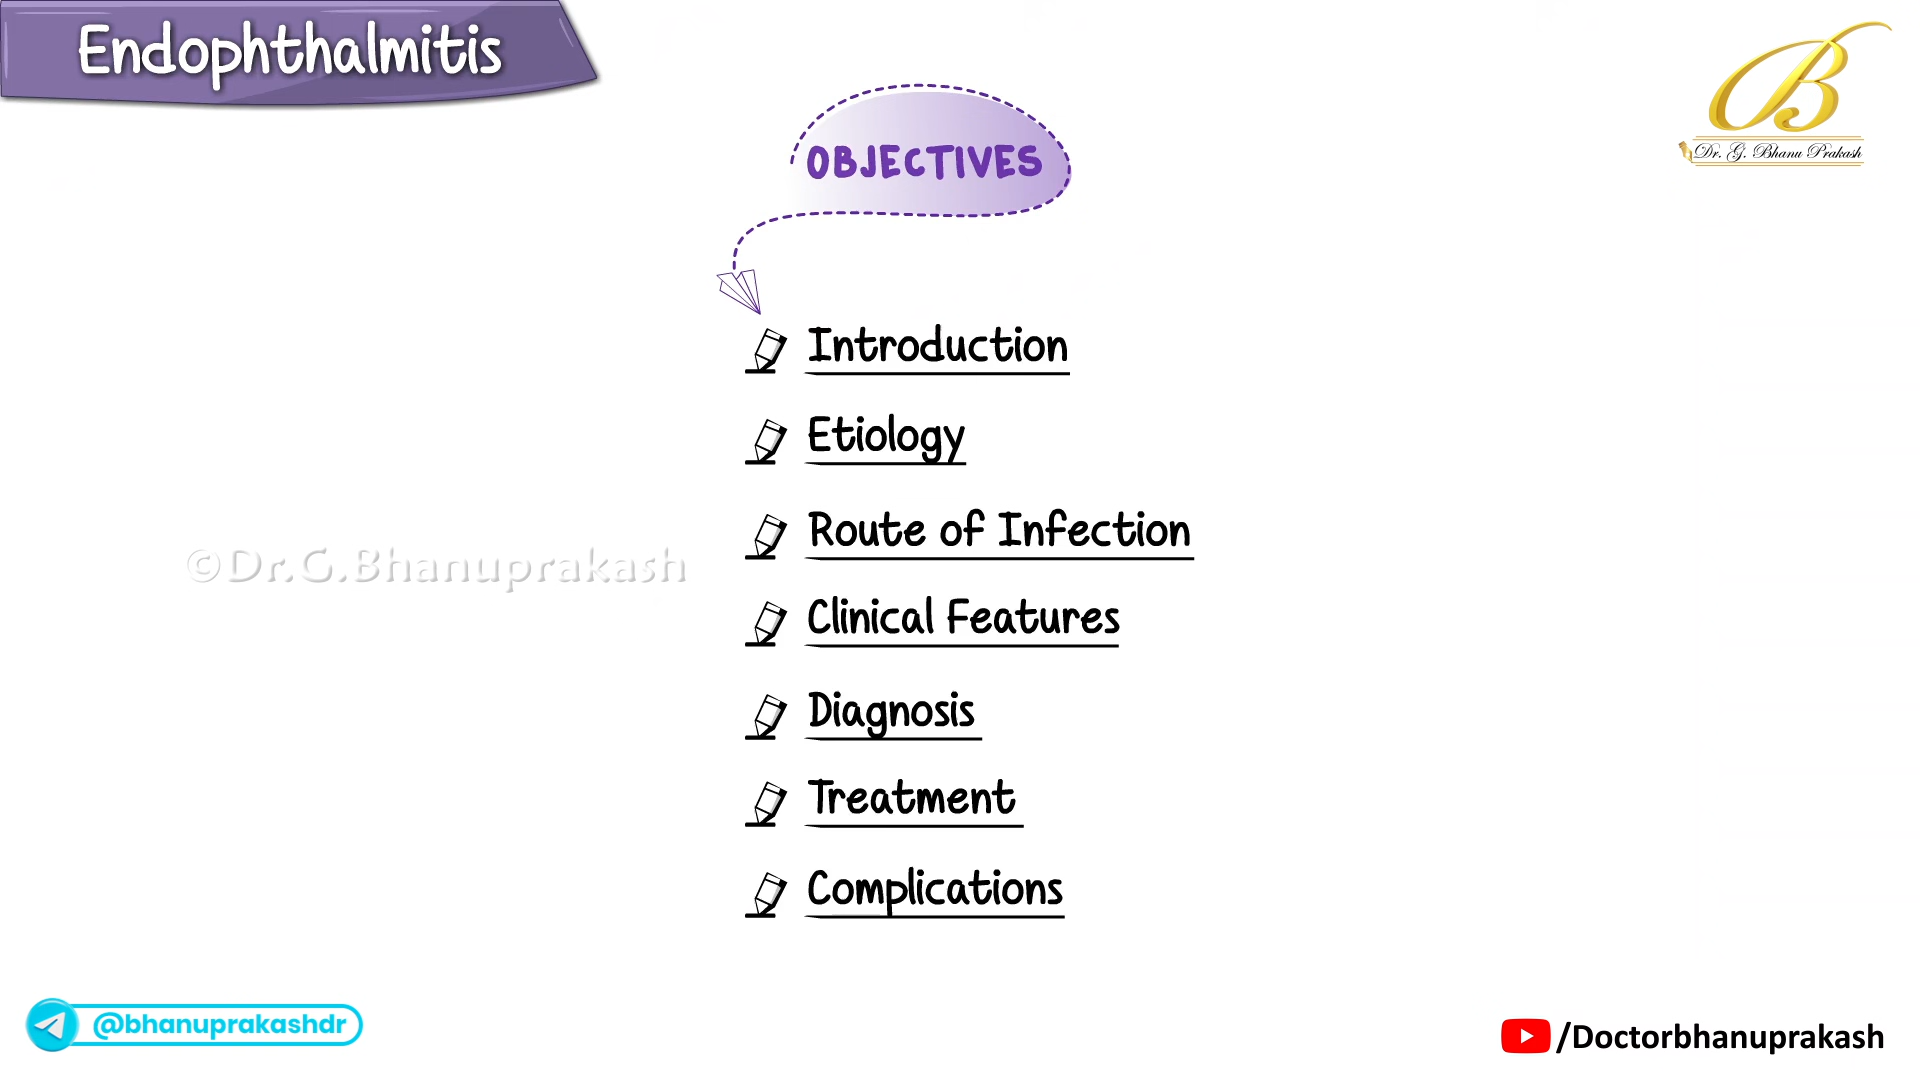 Endophthalmitis
B
Dr. G. Bhanu Prakash
OBJECTIVES
Introduction
Etiology
Route of Infection
©Dr.G.Bhanuprakash
Clinical Features
Diagnosis
Treatment
Complications
@bhanuprakashdr
/Doctorbhanuprakash